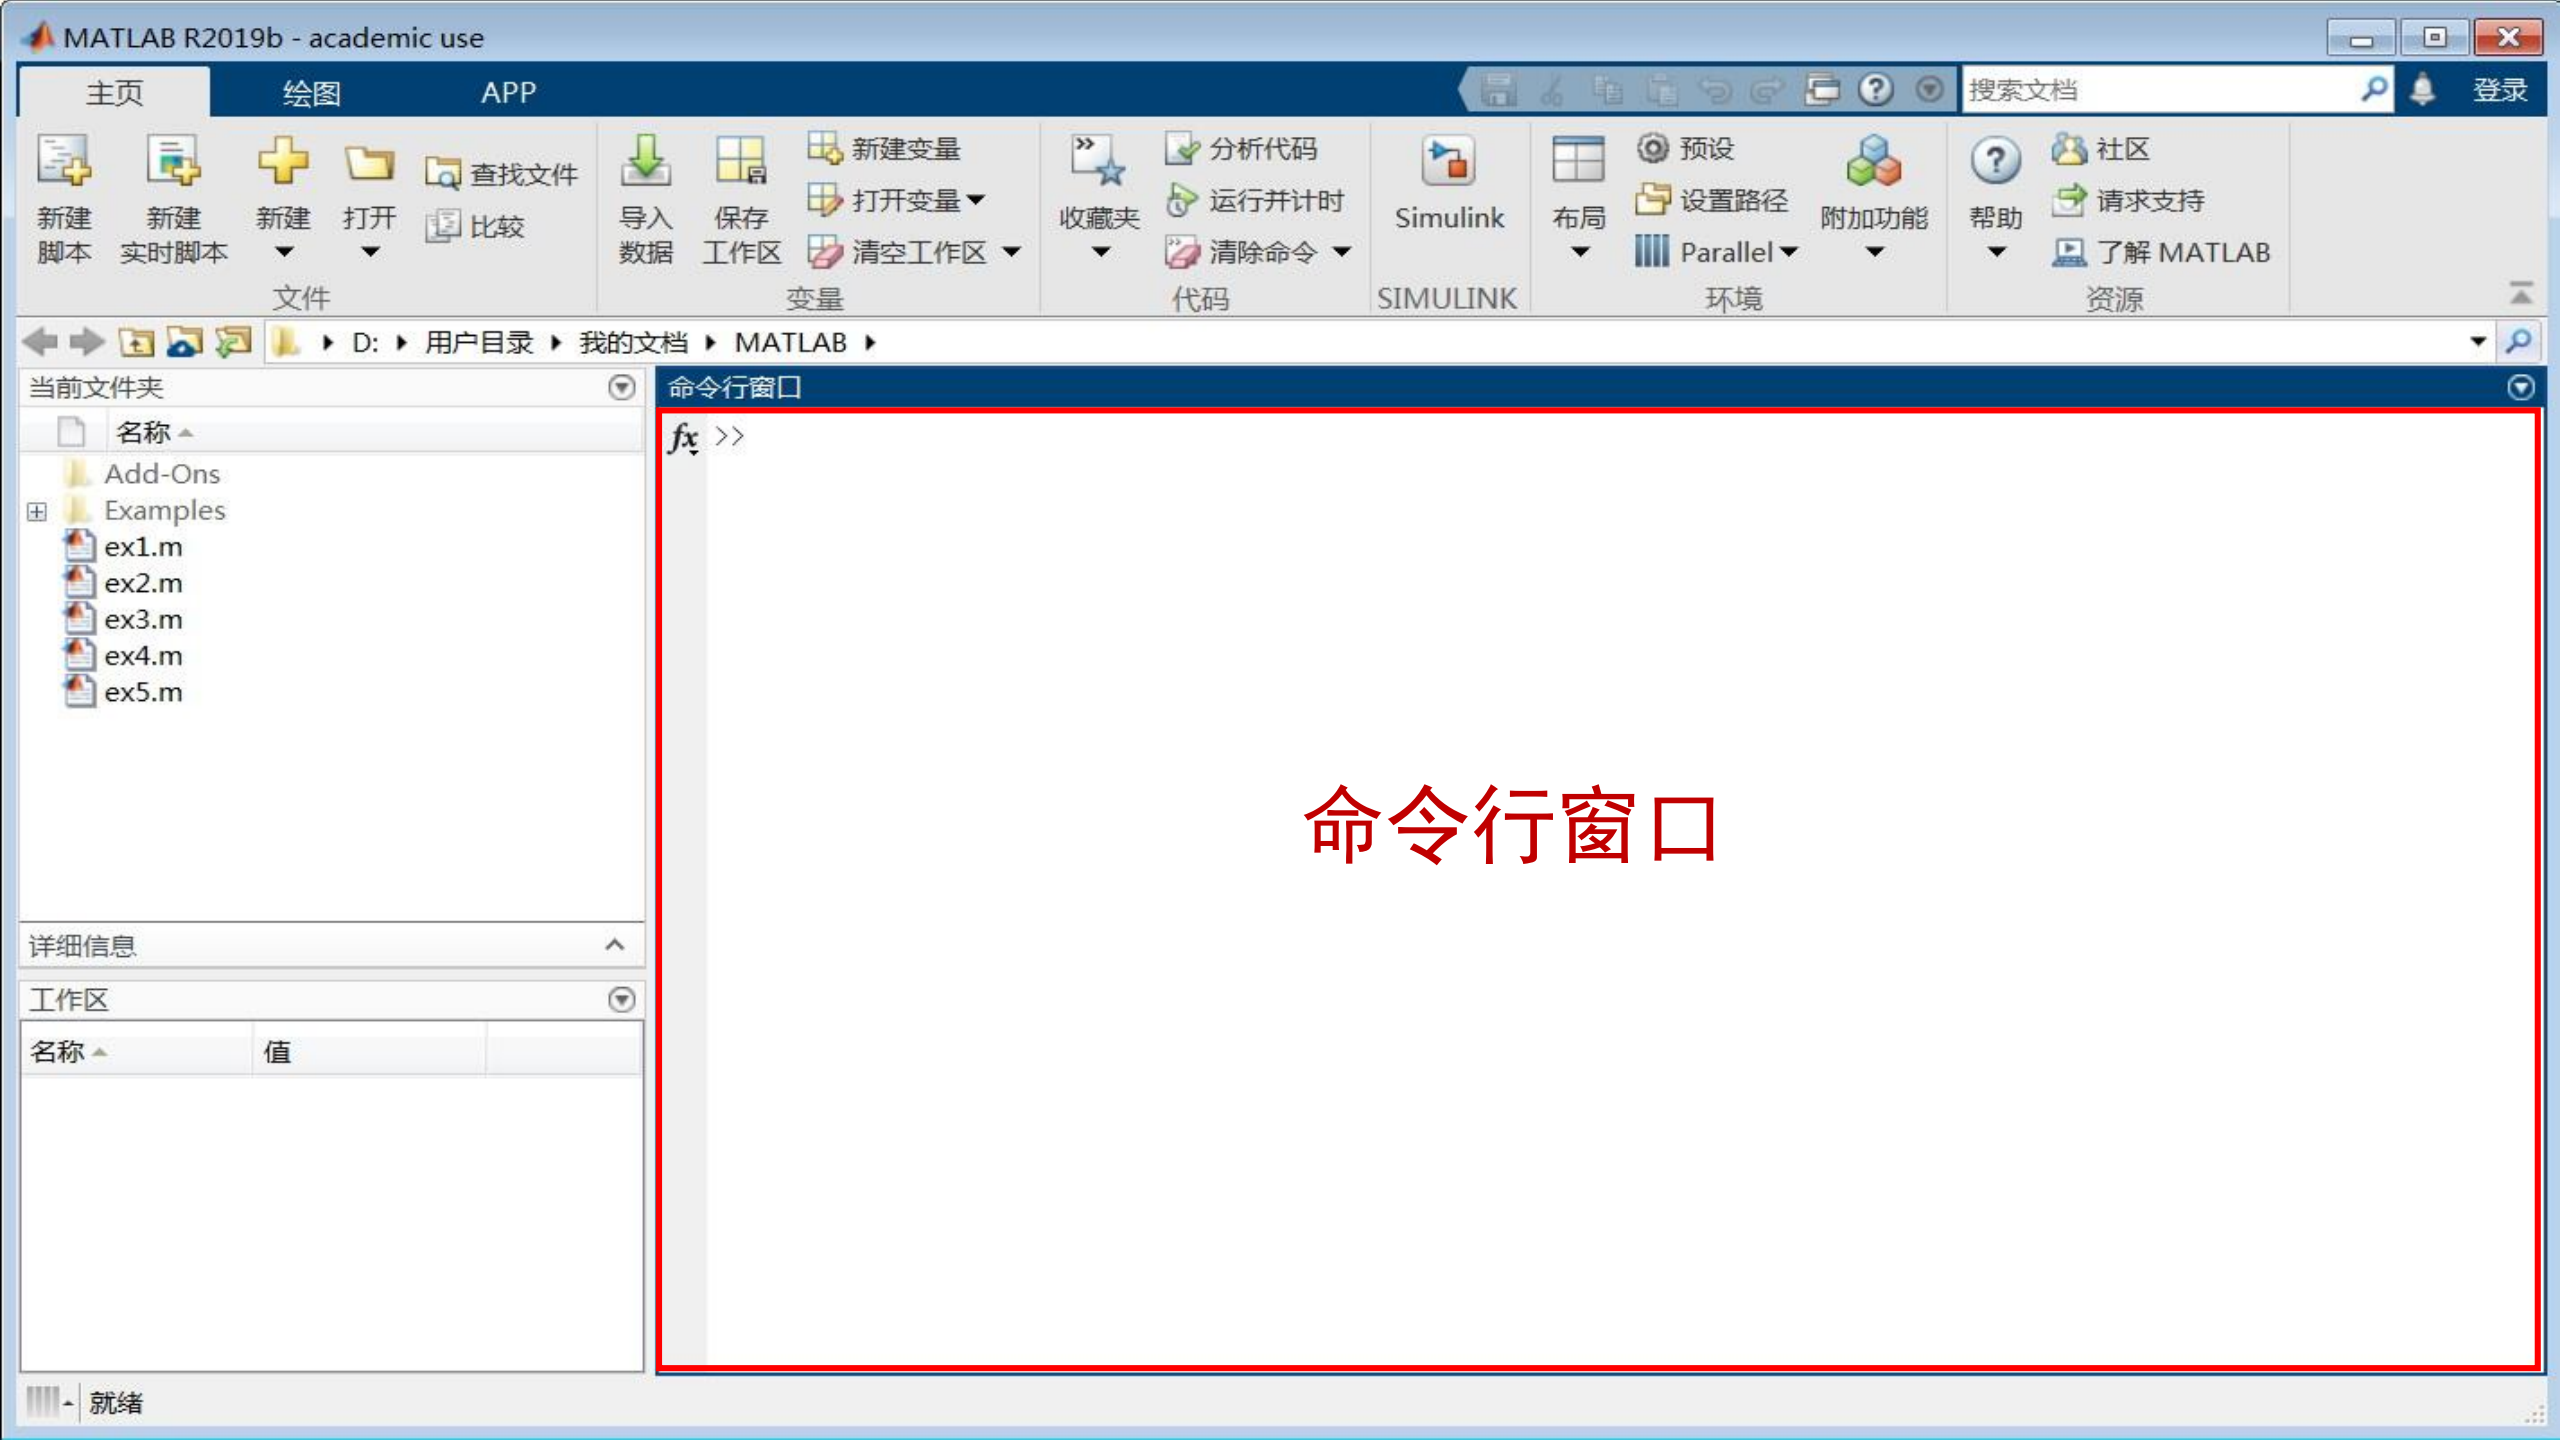 MATLAB R2019b - academic use
主页 绘图 APP 搜索文档 登录
新建脚本 新建实时脚本 新建 打开 查找文件 比较
文件
导入数据 保存工作区 新建变量 打开变量 清空工作区
变量
收藏夹 分析代码 运行并计时 清除命令
代码
Simulink
SIMULINK
布局 预设 设置路径 Parallel 附加功能
环境
帮助 社区 请求支持 了解 MATLAB
资源
D: 用户目录 我的文档 MATLAB
当前文件夹
名称
Add-Ons
Examples
ex1.m
ex2.m
ex3.m
ex4.m
ex5.m
详细信息
工作区
名称 值
命令行窗口
fx >>
命令行窗口
就绪